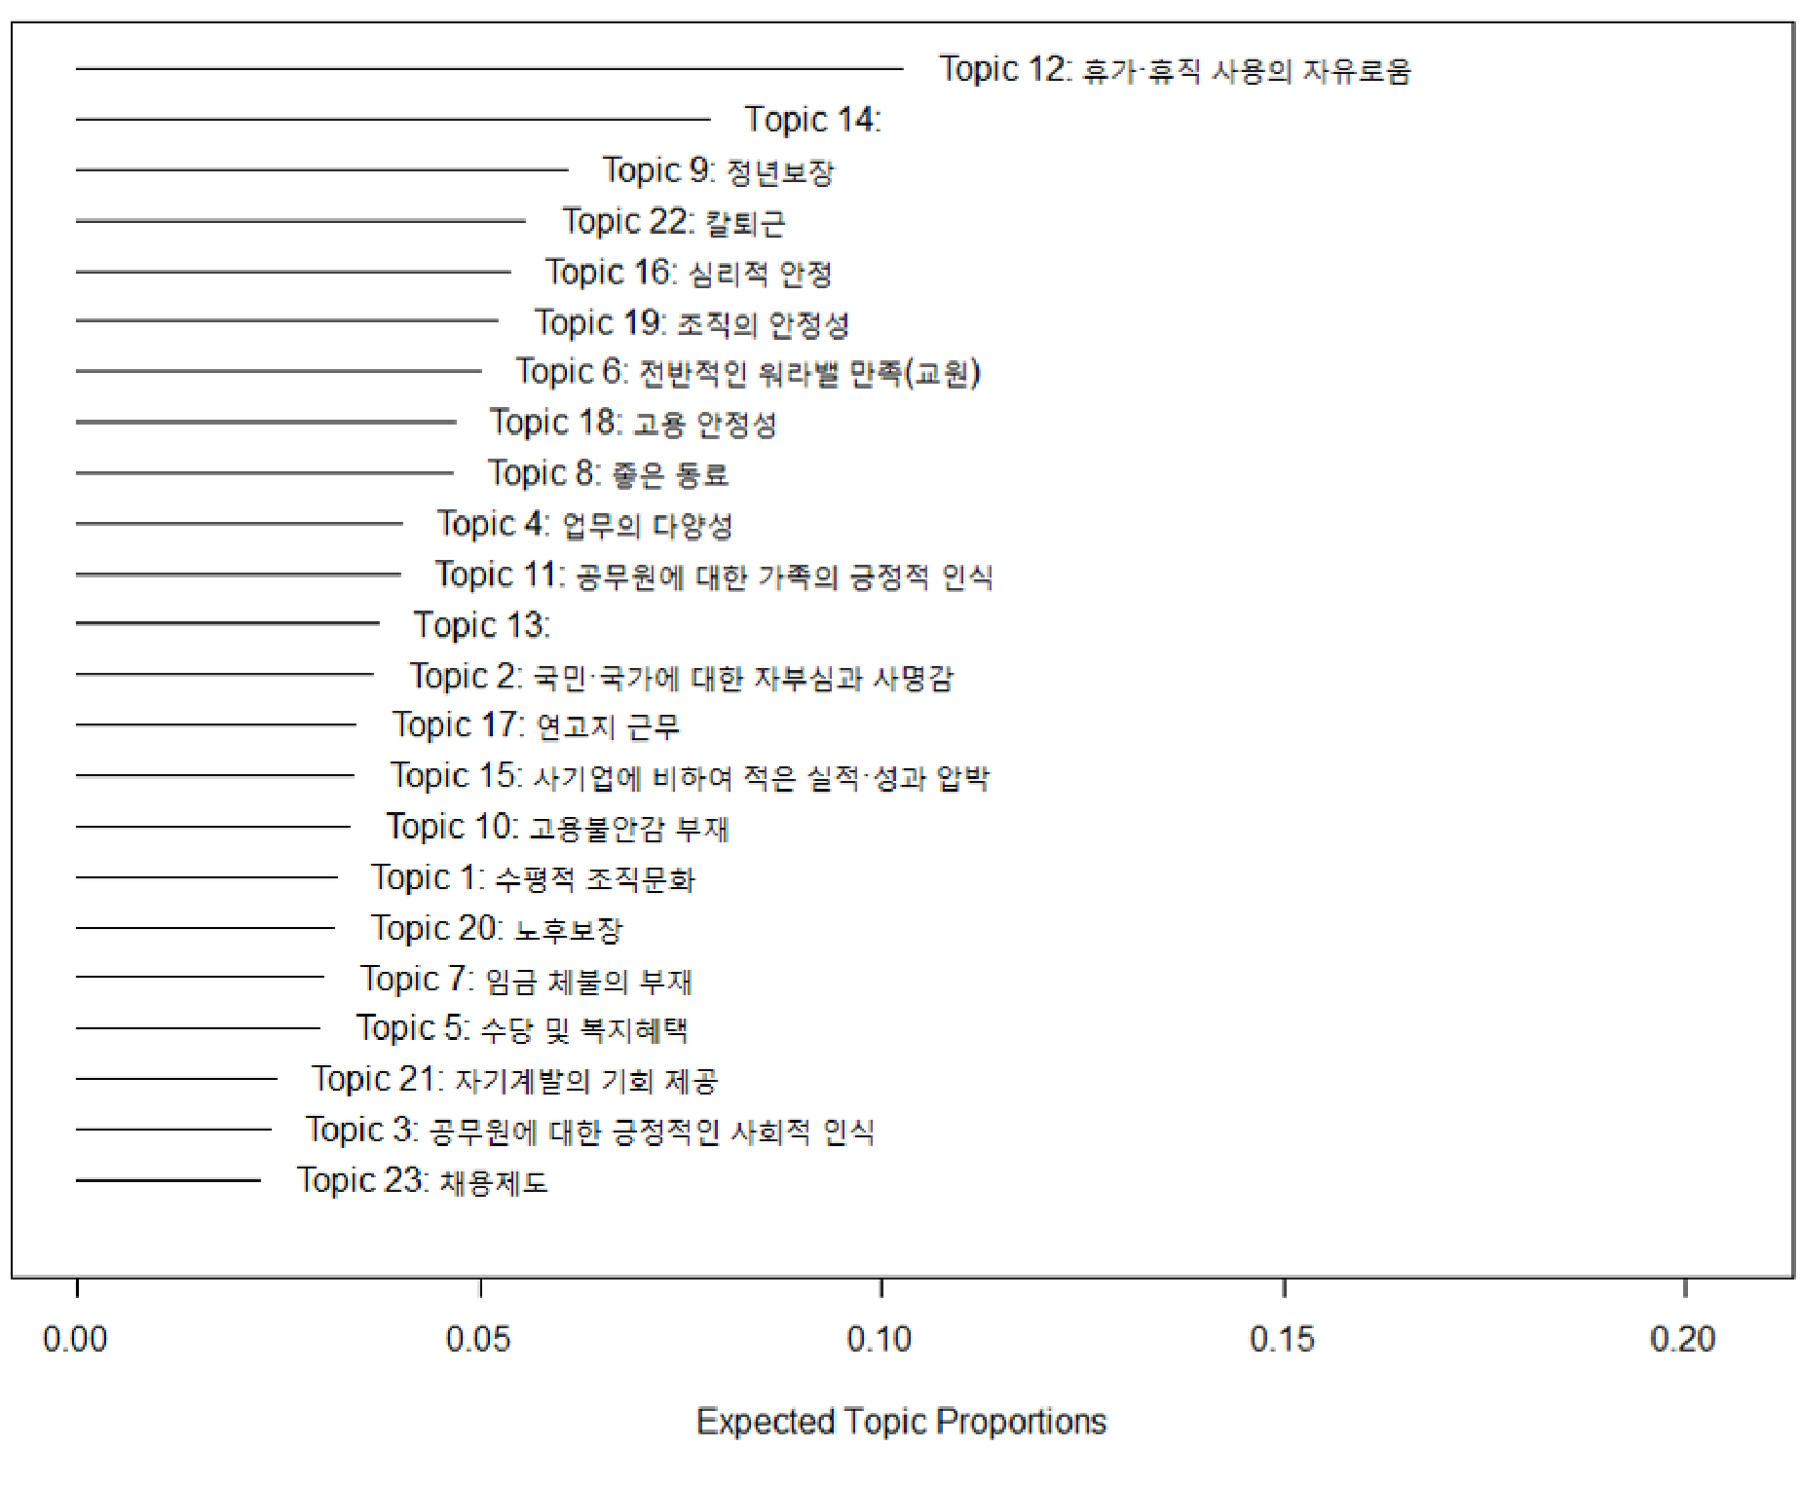 Topic 12: 휴가·휴직 사용의 자유로움
Topic 14:
Topic 9: 정년보장
Topic 22: 칼퇴근
Topic 16: 심리적 안정
Topic 19: 조직의 안정성
Topic 6: 전반적인 워라밸 만족(교원)
Topic 18: 고용 안정성
Topic 8: 좋은 동료
Topic 4: 업무의 다양성
Topic 11: 공무원에 대한 가족의 긍정적 인식
Topic 13:
Topic 2: 국민·국가에 대한 자부심과 사명감
Topic 17: 연고지 근무
Topic 15: 사기업에 비하여 적은 실적·성과 압박
Topic 10: 고용불안감 부재
Topic 1: 수평적 조직문화
Topic 20: 노후보장
Topic 7: 임금 체불의 부재
Topic 5: 수당 및 복지혜택
Topic 21: 자기계발의 기회 제공
Topic 3: 공무원에 대한 긍정적인 사회적 인식
Topic 23: 채용제도
0.00 0.05 0.10 0.15 0.20
Expected Topic Proportions